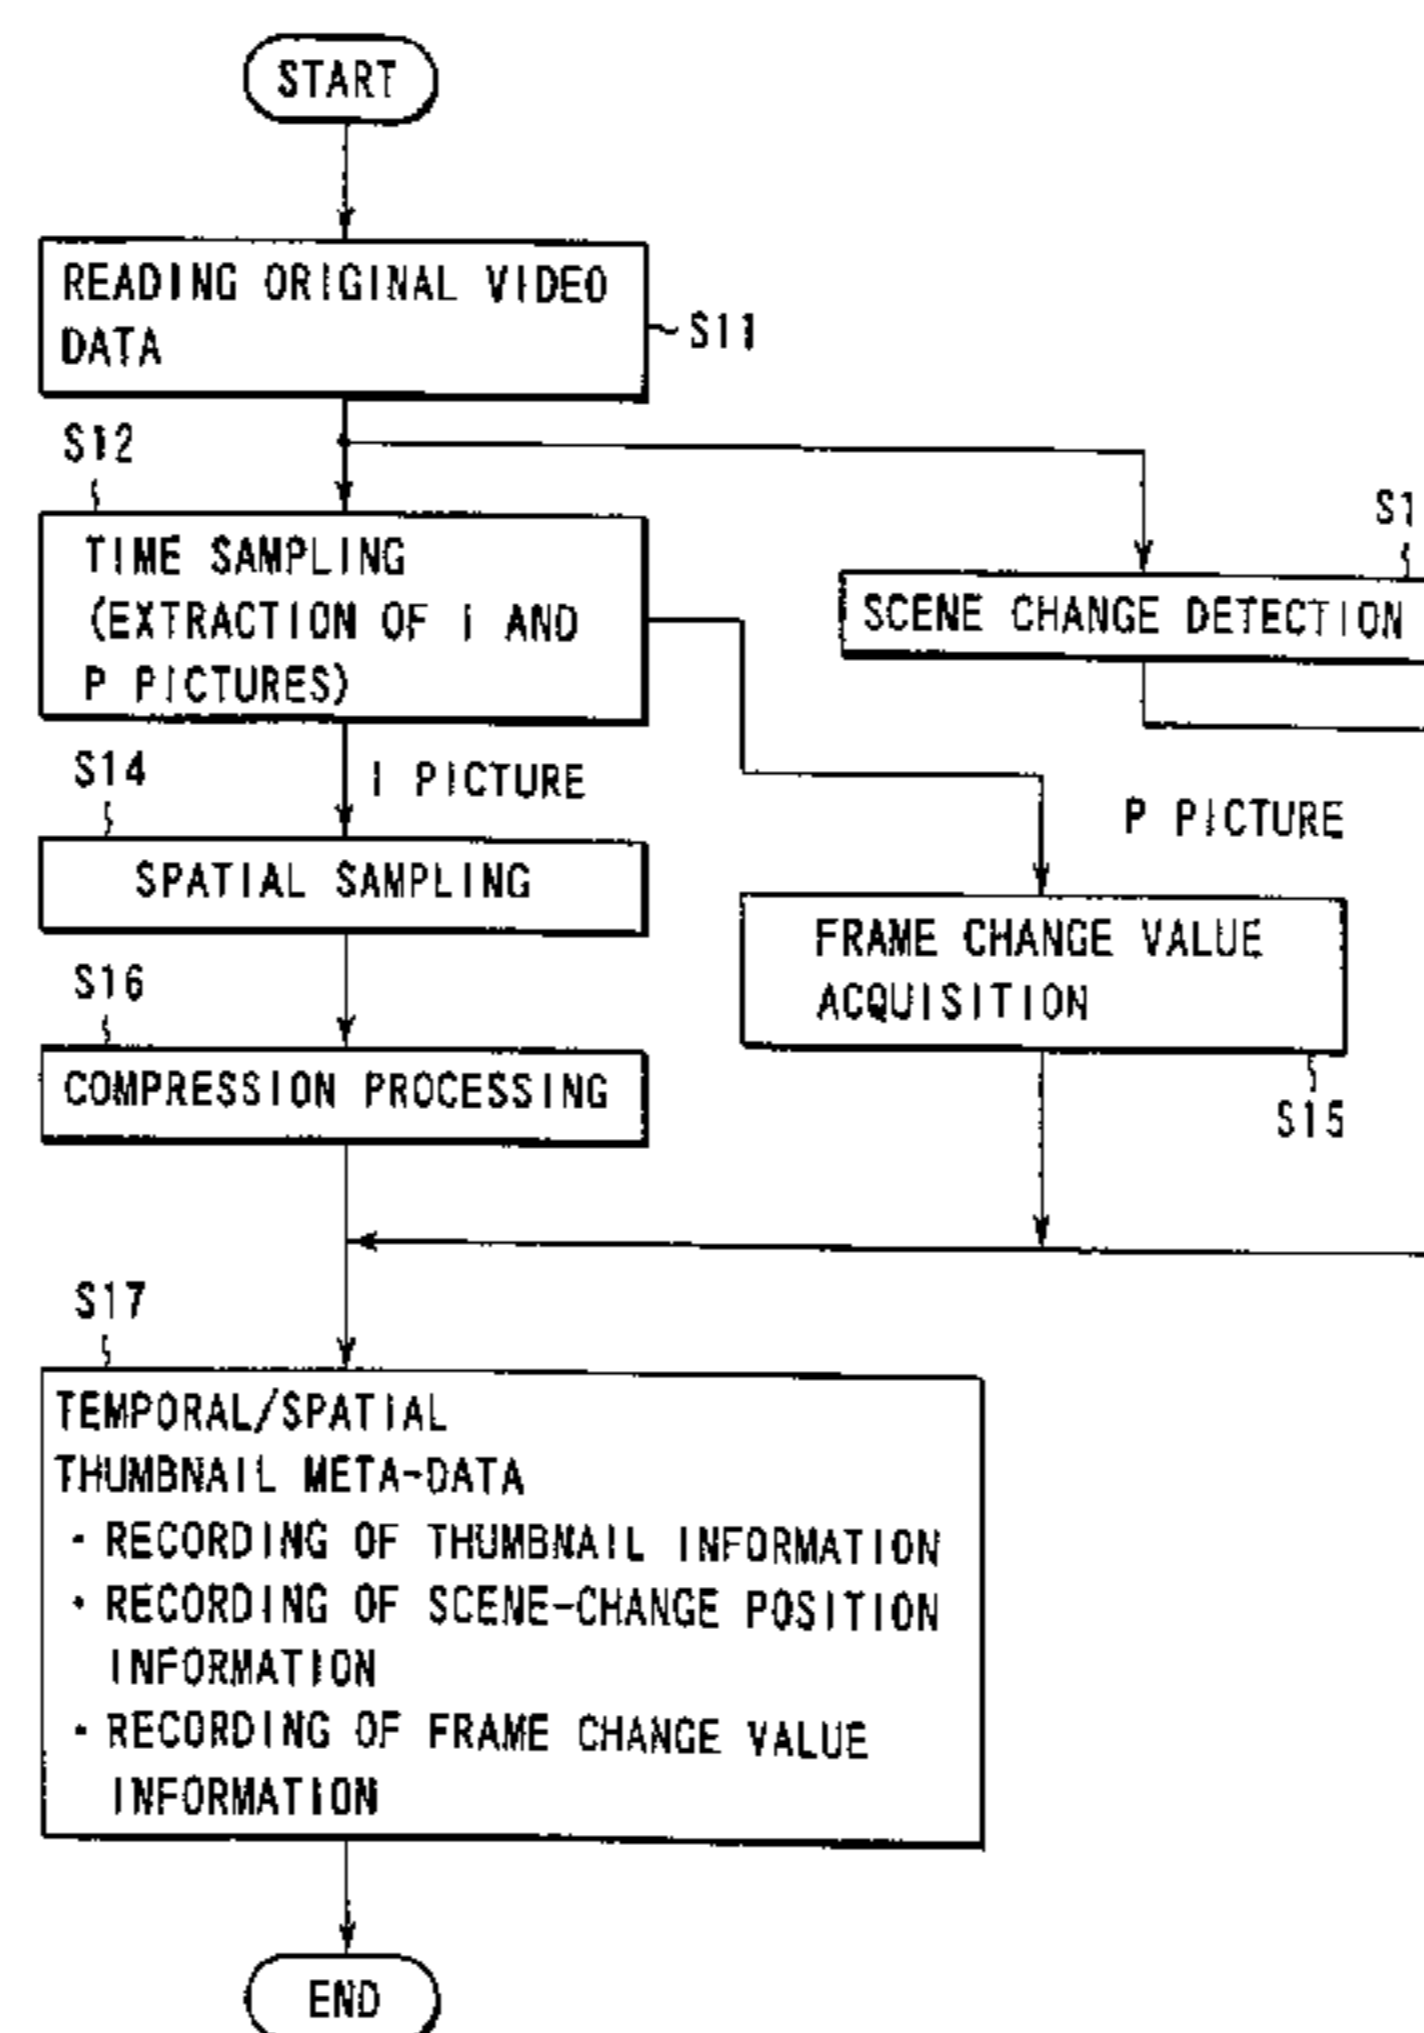 START
READING ORIGINAL VIDEO
DATA
S11
S12
TIME SAMPLING
(EXTRACTION OF I AND
P PICTURES)
S1
SCENE CHANGE DETECTION
S14
I PICTURE
P PICTURE
SPATIAL SAMPLING
FRAME CHANGE VALUE
ACQUISITION
S15
S16
COMPRESSION PROCESSING
S17
TEMPORAL/SPATIAL
THUMBNAIL META-DATA
· RECORDING OF THUMBNAIL INFORMATION
· RECORDING OF SCENE-CHANGE POSITION
INFORMATION
· RECORDING OF FRAME CHANGE VALUE
INFORMATION
END